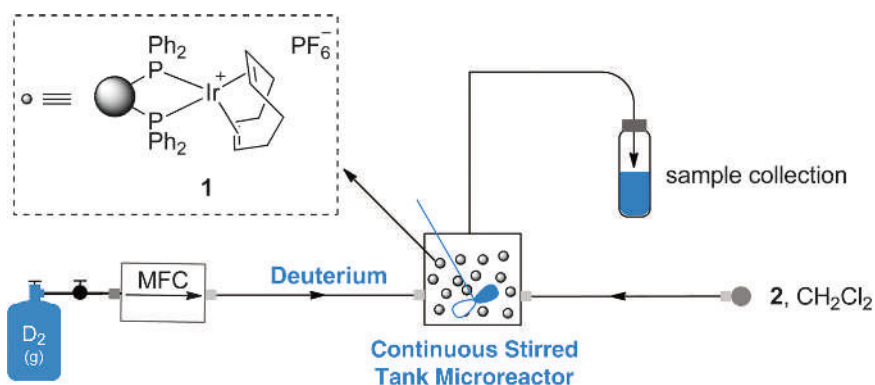 Ph₂
P
Ir⁺
P
Ph₂
PF₆⁻
1
sample collection
MFC
Deuterium
D₂
(g)
2, CH₂Cl₂
Continuous Stirred
Tank Microreactor